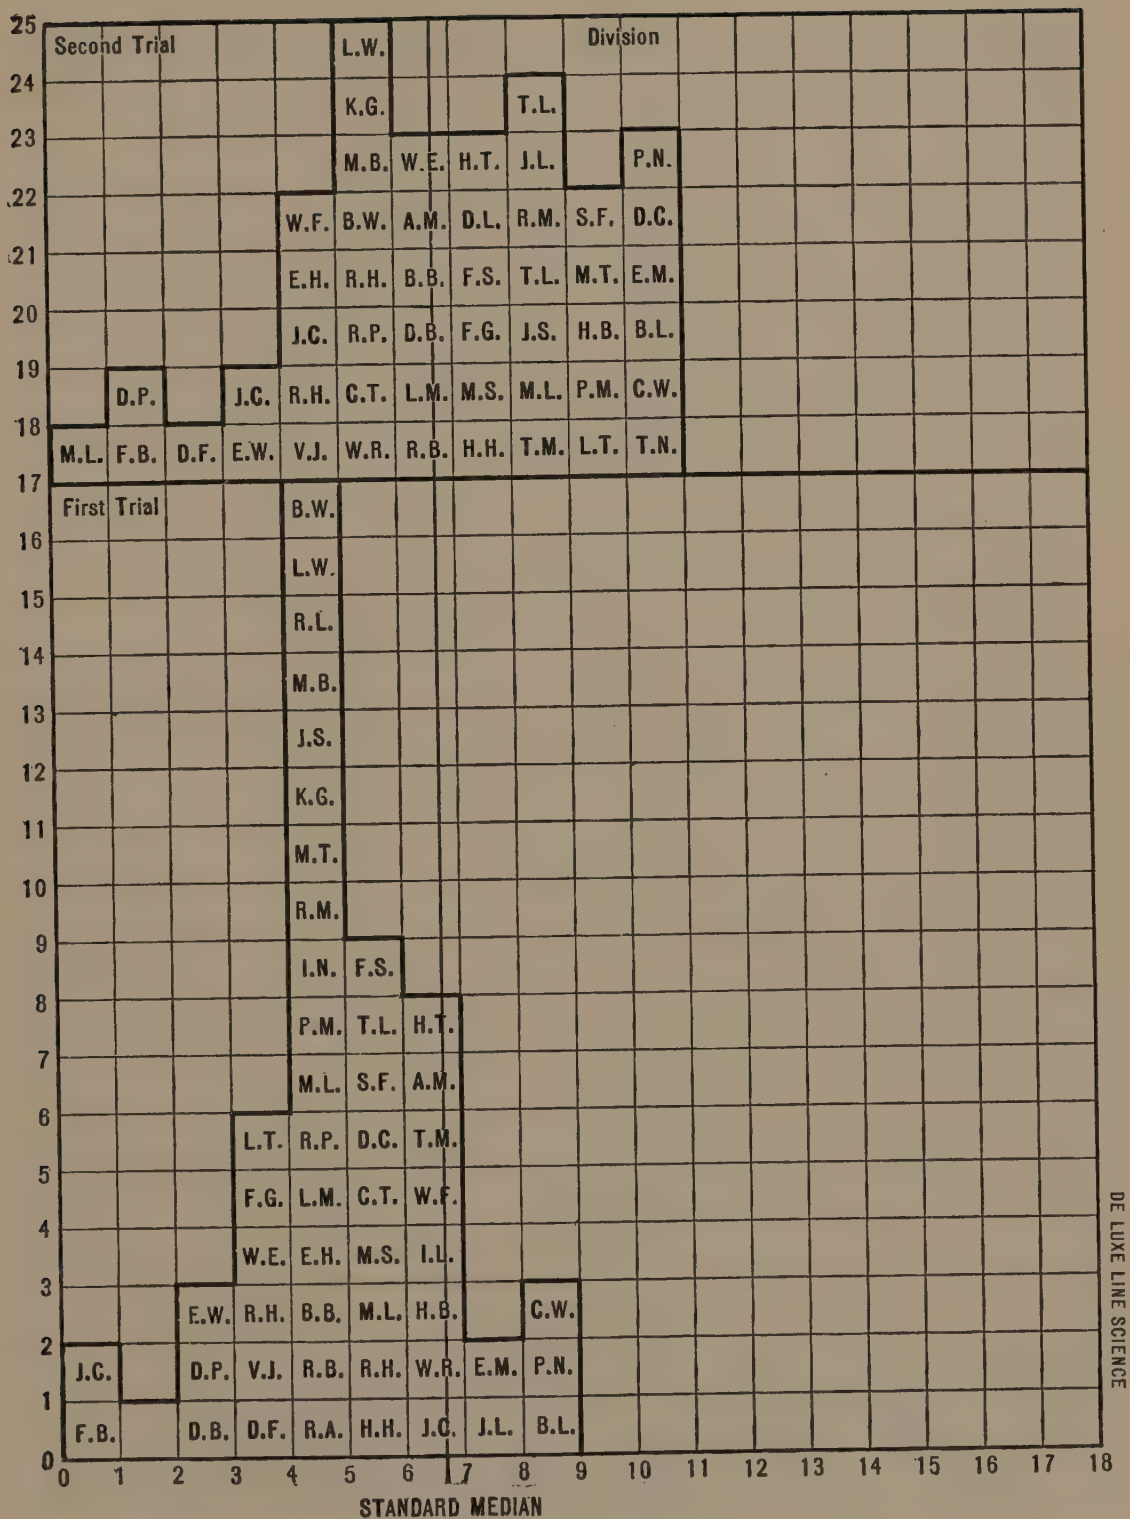 25
Second Trial L.W. Division
24
K.G. T.L.
23
M.B. W.E. H.T. J.L. P.N.
22
W.F. B.W. A.M. D.L. R.M. S.F. D.C.
21
E.H. R.H. B.B. F.S. T.L. M.T. E.M.
20
J.C. R.P. D.B. F.G. J.S. H.B. B.L.
19
D.P. J.C. R.H. C.T. L.M. M.S. M.L. P.M. C.W.
18
M.L. F.B. D.F. E.W. V.J. W.R. R.B. H.H. T.M. L.T. T.N.
17
First Trial B.W.
16
L.W.
15
R.L.
14
M.B.
13
J.S.
12
K.G.
11
M.T.
10
R.M.
9
I.N. F.S.
8
P.M. T.L. H.T.
7
M.L. S.F. A.M.
6
L.T. R.P. D.C. T.M.
5
F.G. L.M. C.T. W.F.
4
W.E. E.H. M.S. I.L.
3
E.W. R.H. B.B. M.L. H.B. C.W.
2
J.C. D.P. V.J. R.B. R.H. W.R. E.M. P.N.
1
F.B. D.B. D.F. R.A. H.H. J.C. J.L. B.L.
0
0 1 2 3 4 5 6 7 8 9 10 11 12 13 14 15 16 17 18
STANDARD MEDIAN
DE LUXE LINE SCIENCE